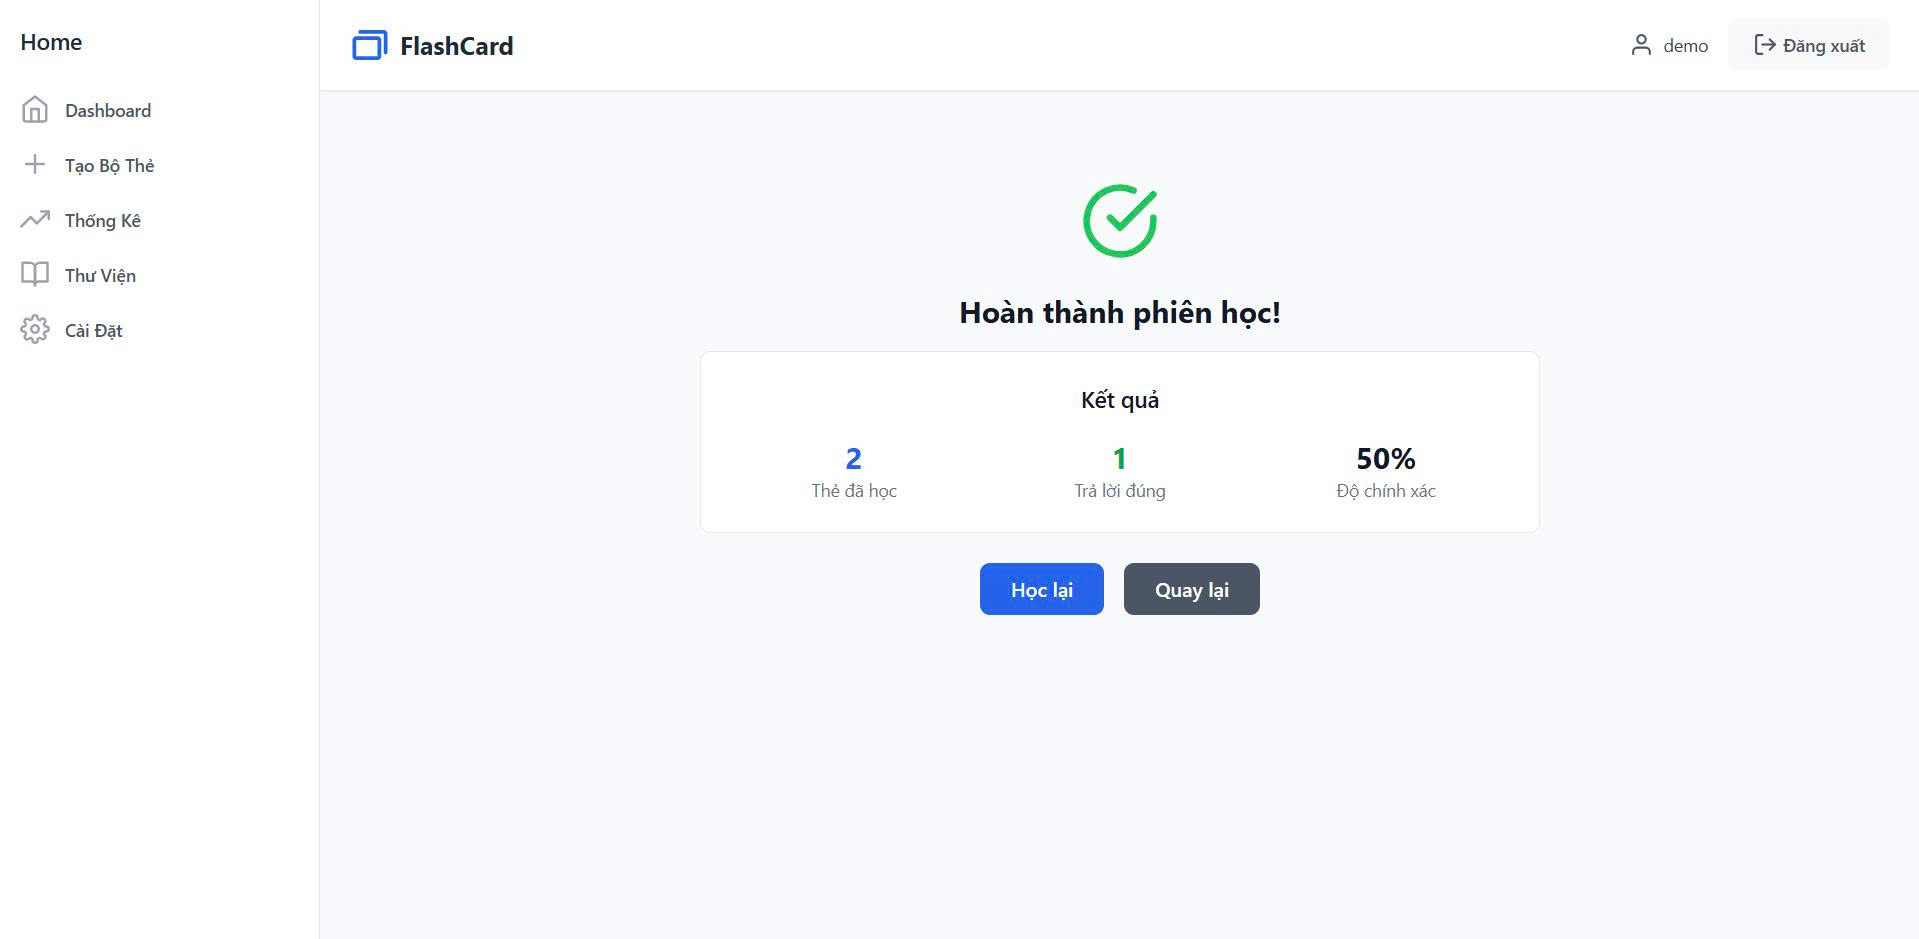 Home
Dashboard
Tạo Bộ Thẻ
Thống Kê
Thư Viện
Cài Đặt
FlashCard
demo
Đăng xuất
Hoàn thành phiên học!
Kết quả
2
Thẻ đã học
1
Trả lời đúng
50%
Độ chính xác
Học lại
Quay lại